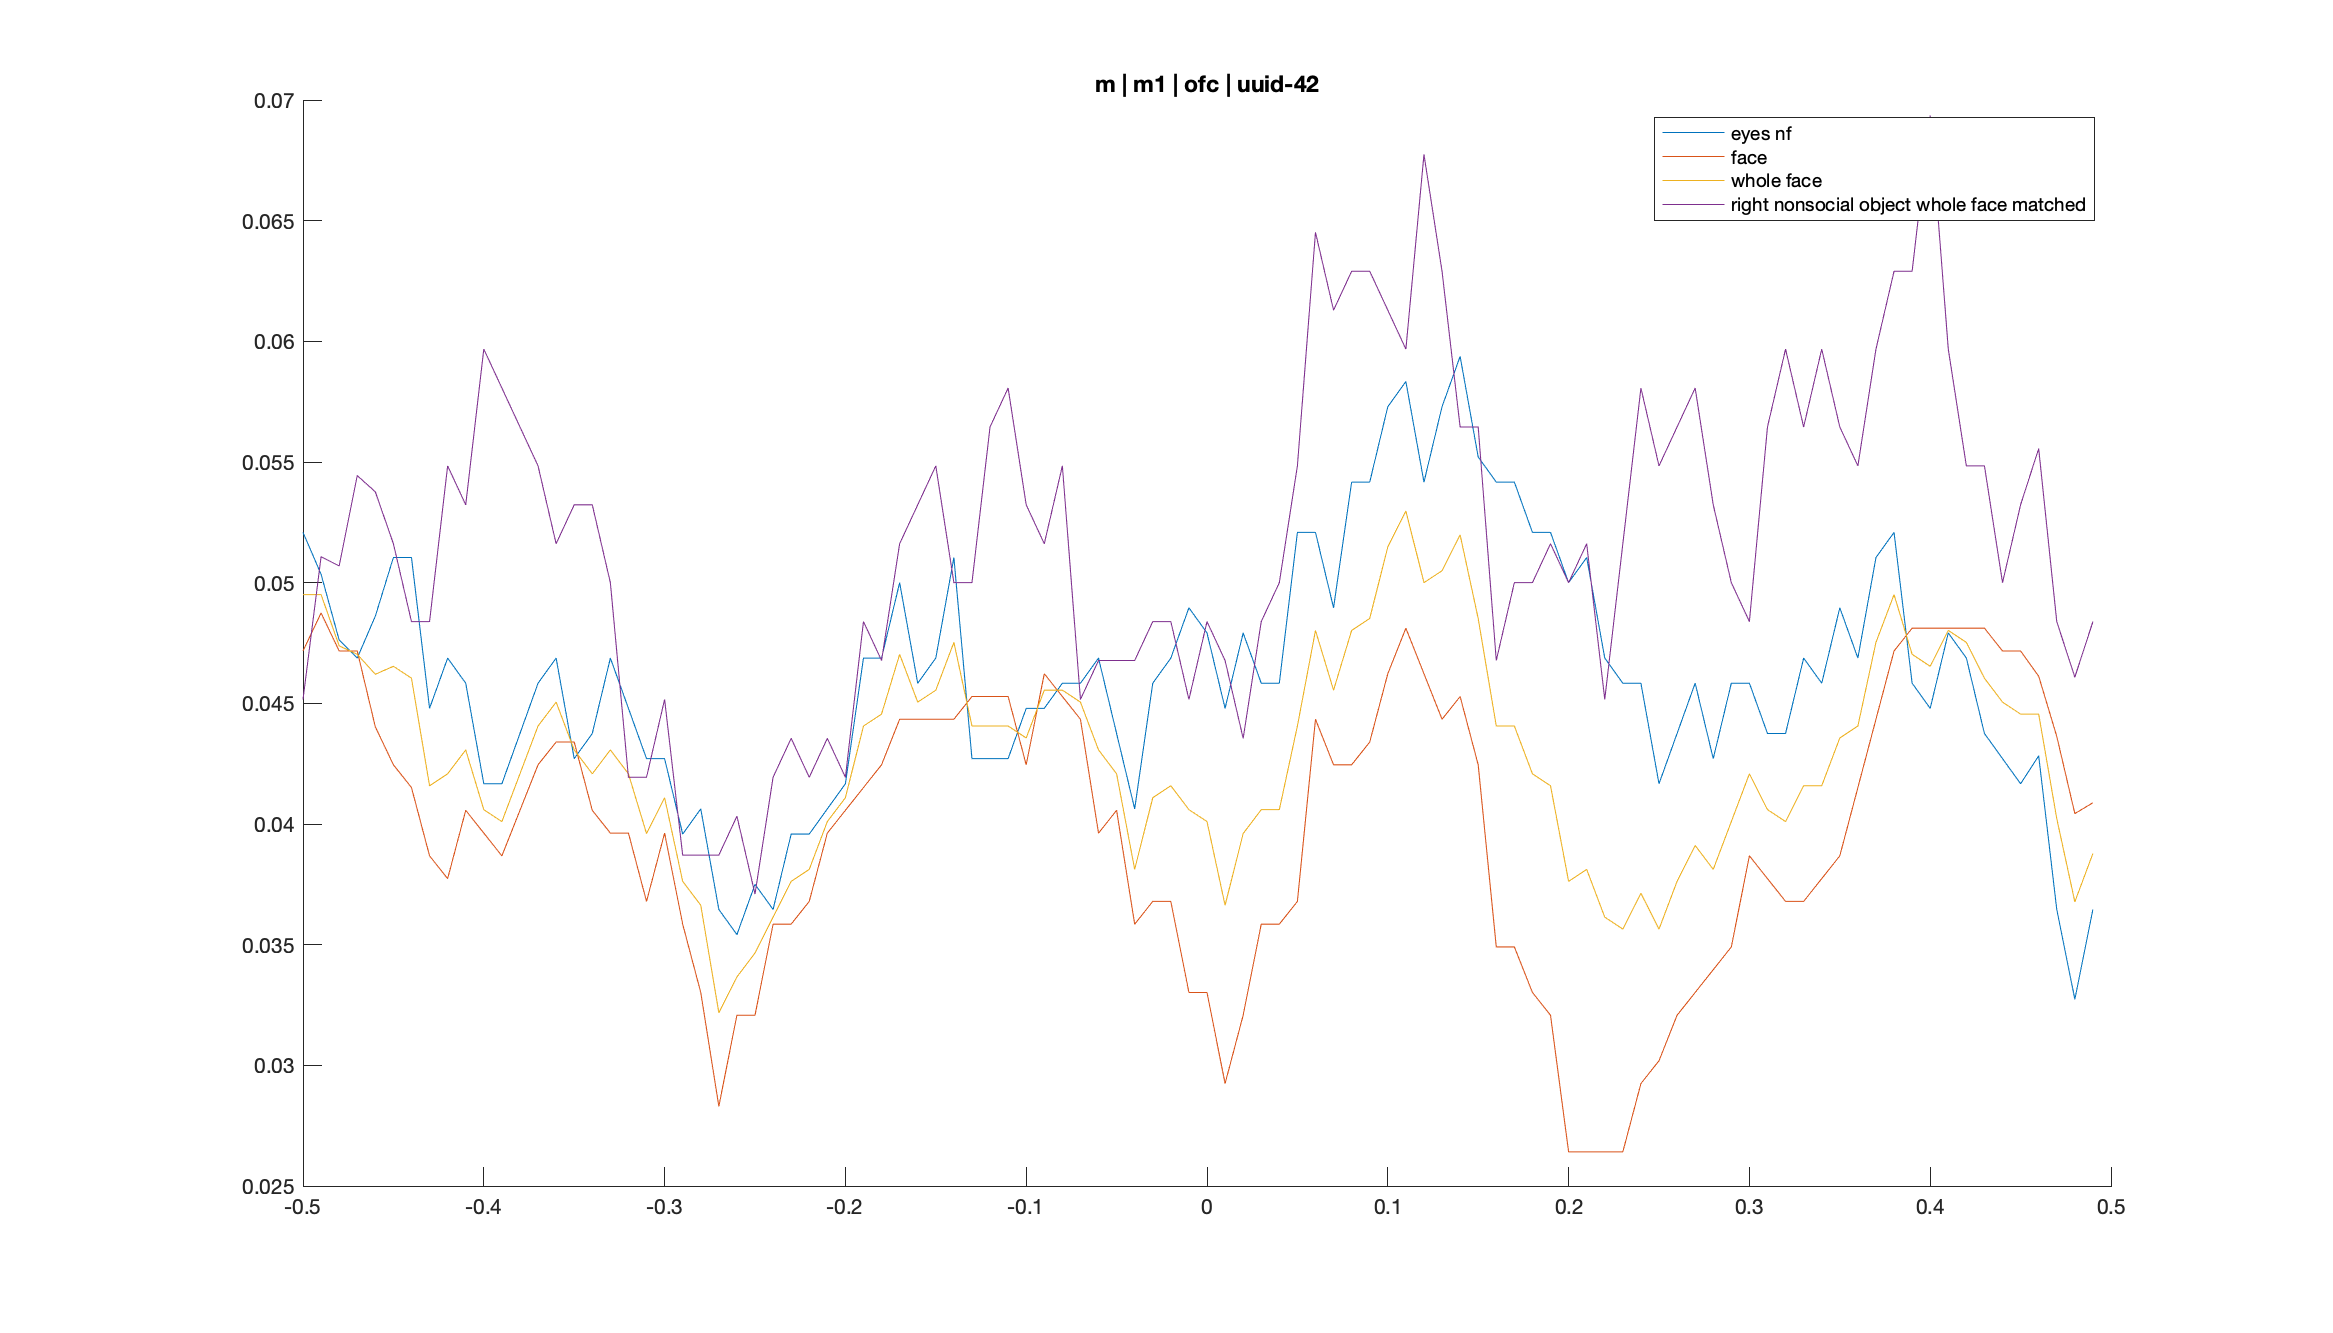 m | m1 | ofc | uuid-42
0.07
0.065
0.06
0.055
0.05
0.045
0.04
0.035
0.03
0.025
eyes nf
face
whole face
right nonsocial object whole face matched
-0.5 -0.4 -0.3 -0.2 -0.1 0 0.1 0.2 0.3 0.4 0.5